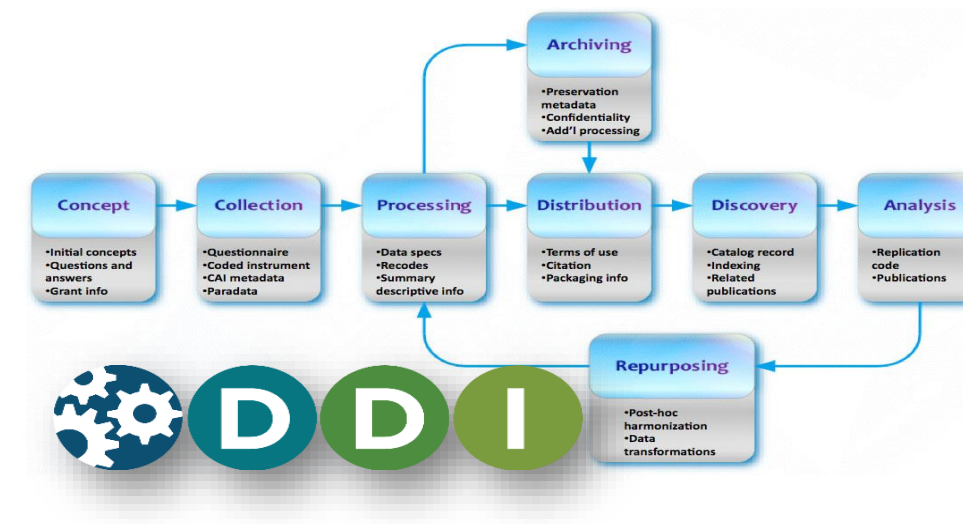 Archiving
•Preservation
metadata
•Confidentiality
•Add'l processing
Concept
•Initial concepts
•Questions and
answers
•Grant info
Collection
•Questionnaire
•Coded instrument
•CAI metadata
•Paradata
Processing
•Data specs
•Recodes
•Summary
descriptive info
Distribution
•Terms of use
•Citation
•Packaging info
Discovery
•Catalog record
•Indexing
•Related
publications
Analysis
•Replication
code
•Publications
Repurposing
•Post-hoc
harmonization
•Data
transformations
DDI